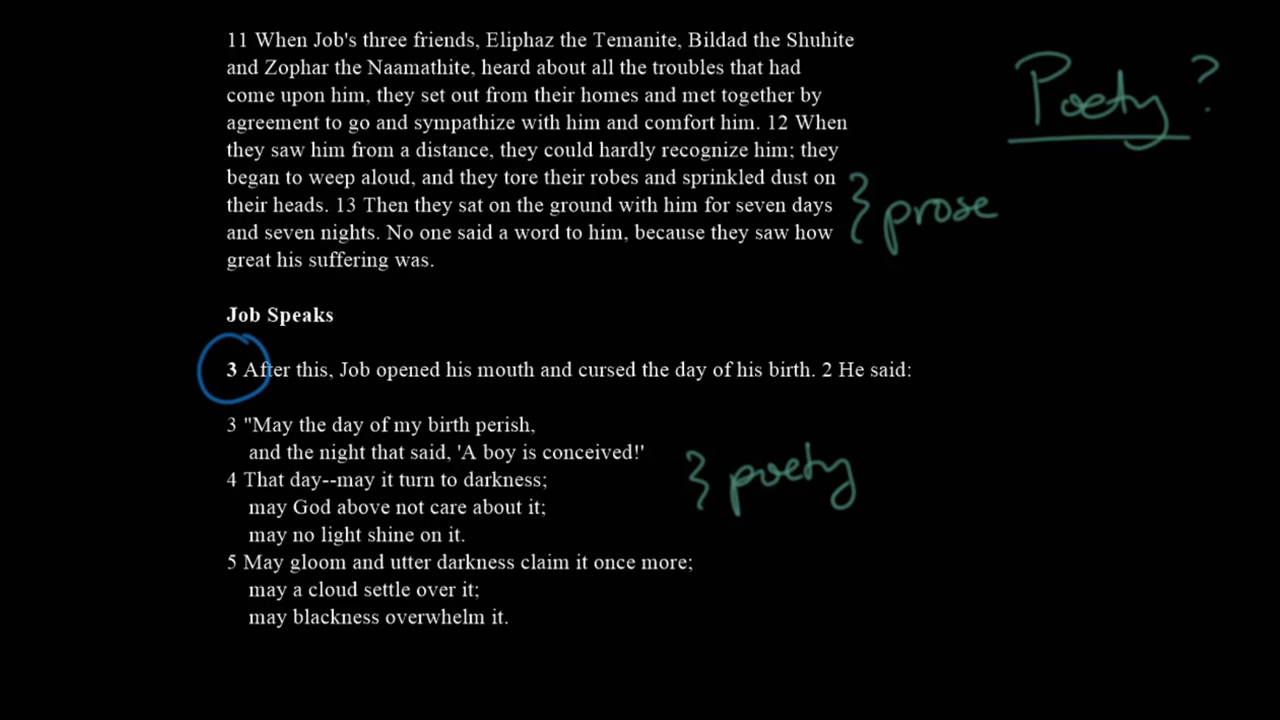 11 When Job's three friends, Eliphaz the Temanite, Bildad the Shuhite
and Zophar the Naamathite, heard about all the troubles that had
come upon him, they set out from their homes and met together by
agreement to go and sympathize with him and comfort him. 12 When
they saw him from a distance, they could hardly recognize him; they
began to weep aloud, and they tore their robes and sprinkled dust on
their heads. 13 Then they sat on the ground with him for seven days
and seven nights. No one said a word to him, because they saw how
great his suffering was.
Poetry?
} prose
Job Speaks
3 After this, Job opened his mouth and cursed the day of his birth. 2 He said:
3 "May the day of my birth perish,
and the night that said, 'A boy is conceived!'
4 That day--may it turn to darkness;
may God above not care about it;
may no light shine on it.
} poetry
5 May gloom and utter darkness claim it once more;
may a cloud settle over it;
may blackness overwhelm it.